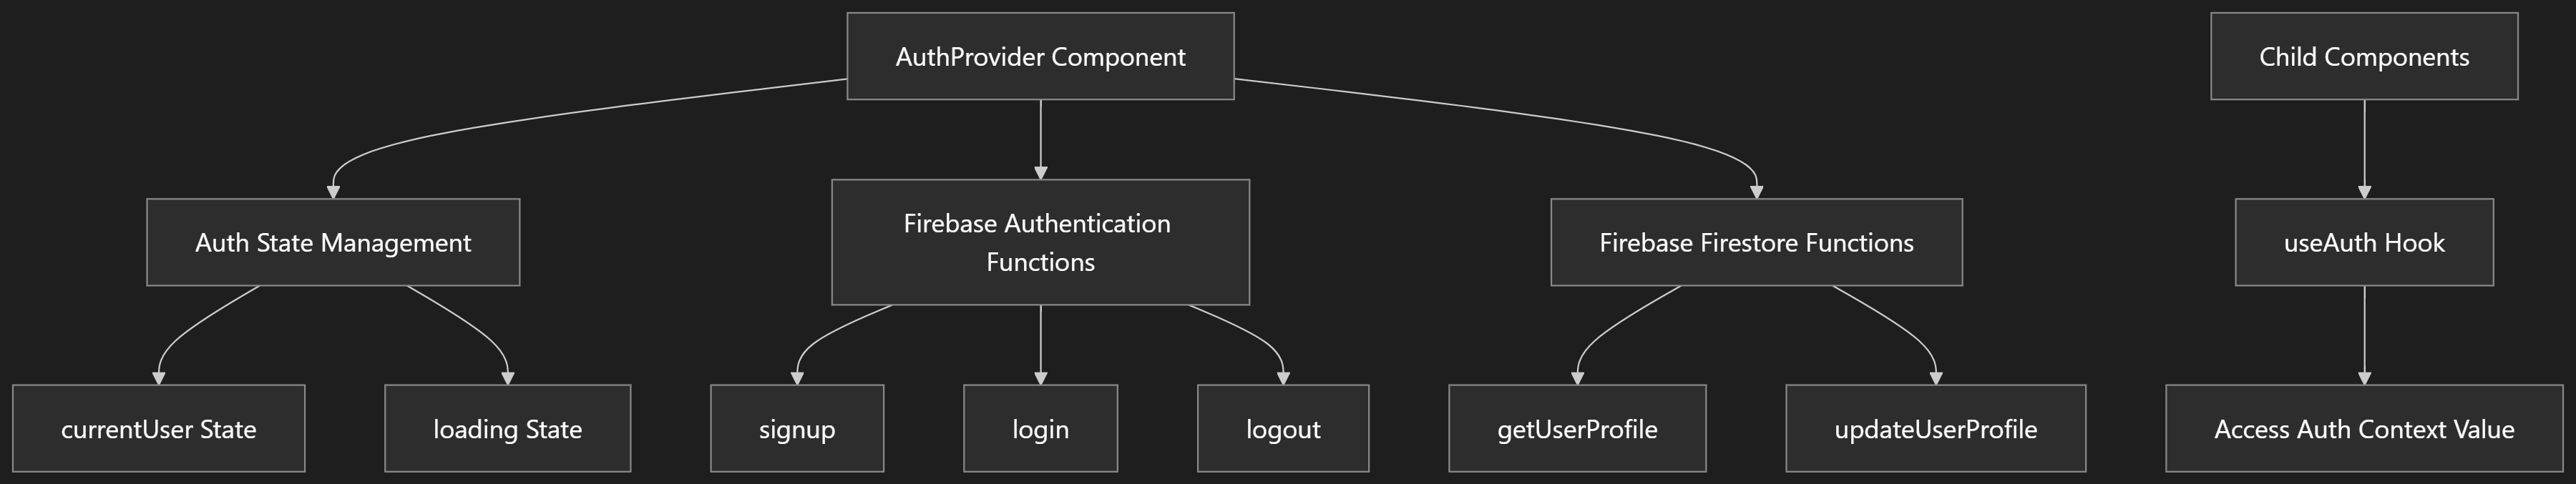 AuthProvider Component
Child Components
Auth State Management
Firebase Authentication
Functions
Firebase Firestore Functions
useAuth Hook
currentUser State
loading State
signup
login
logout
getUserProfile
updateUserProfile
Access Auth Context Value